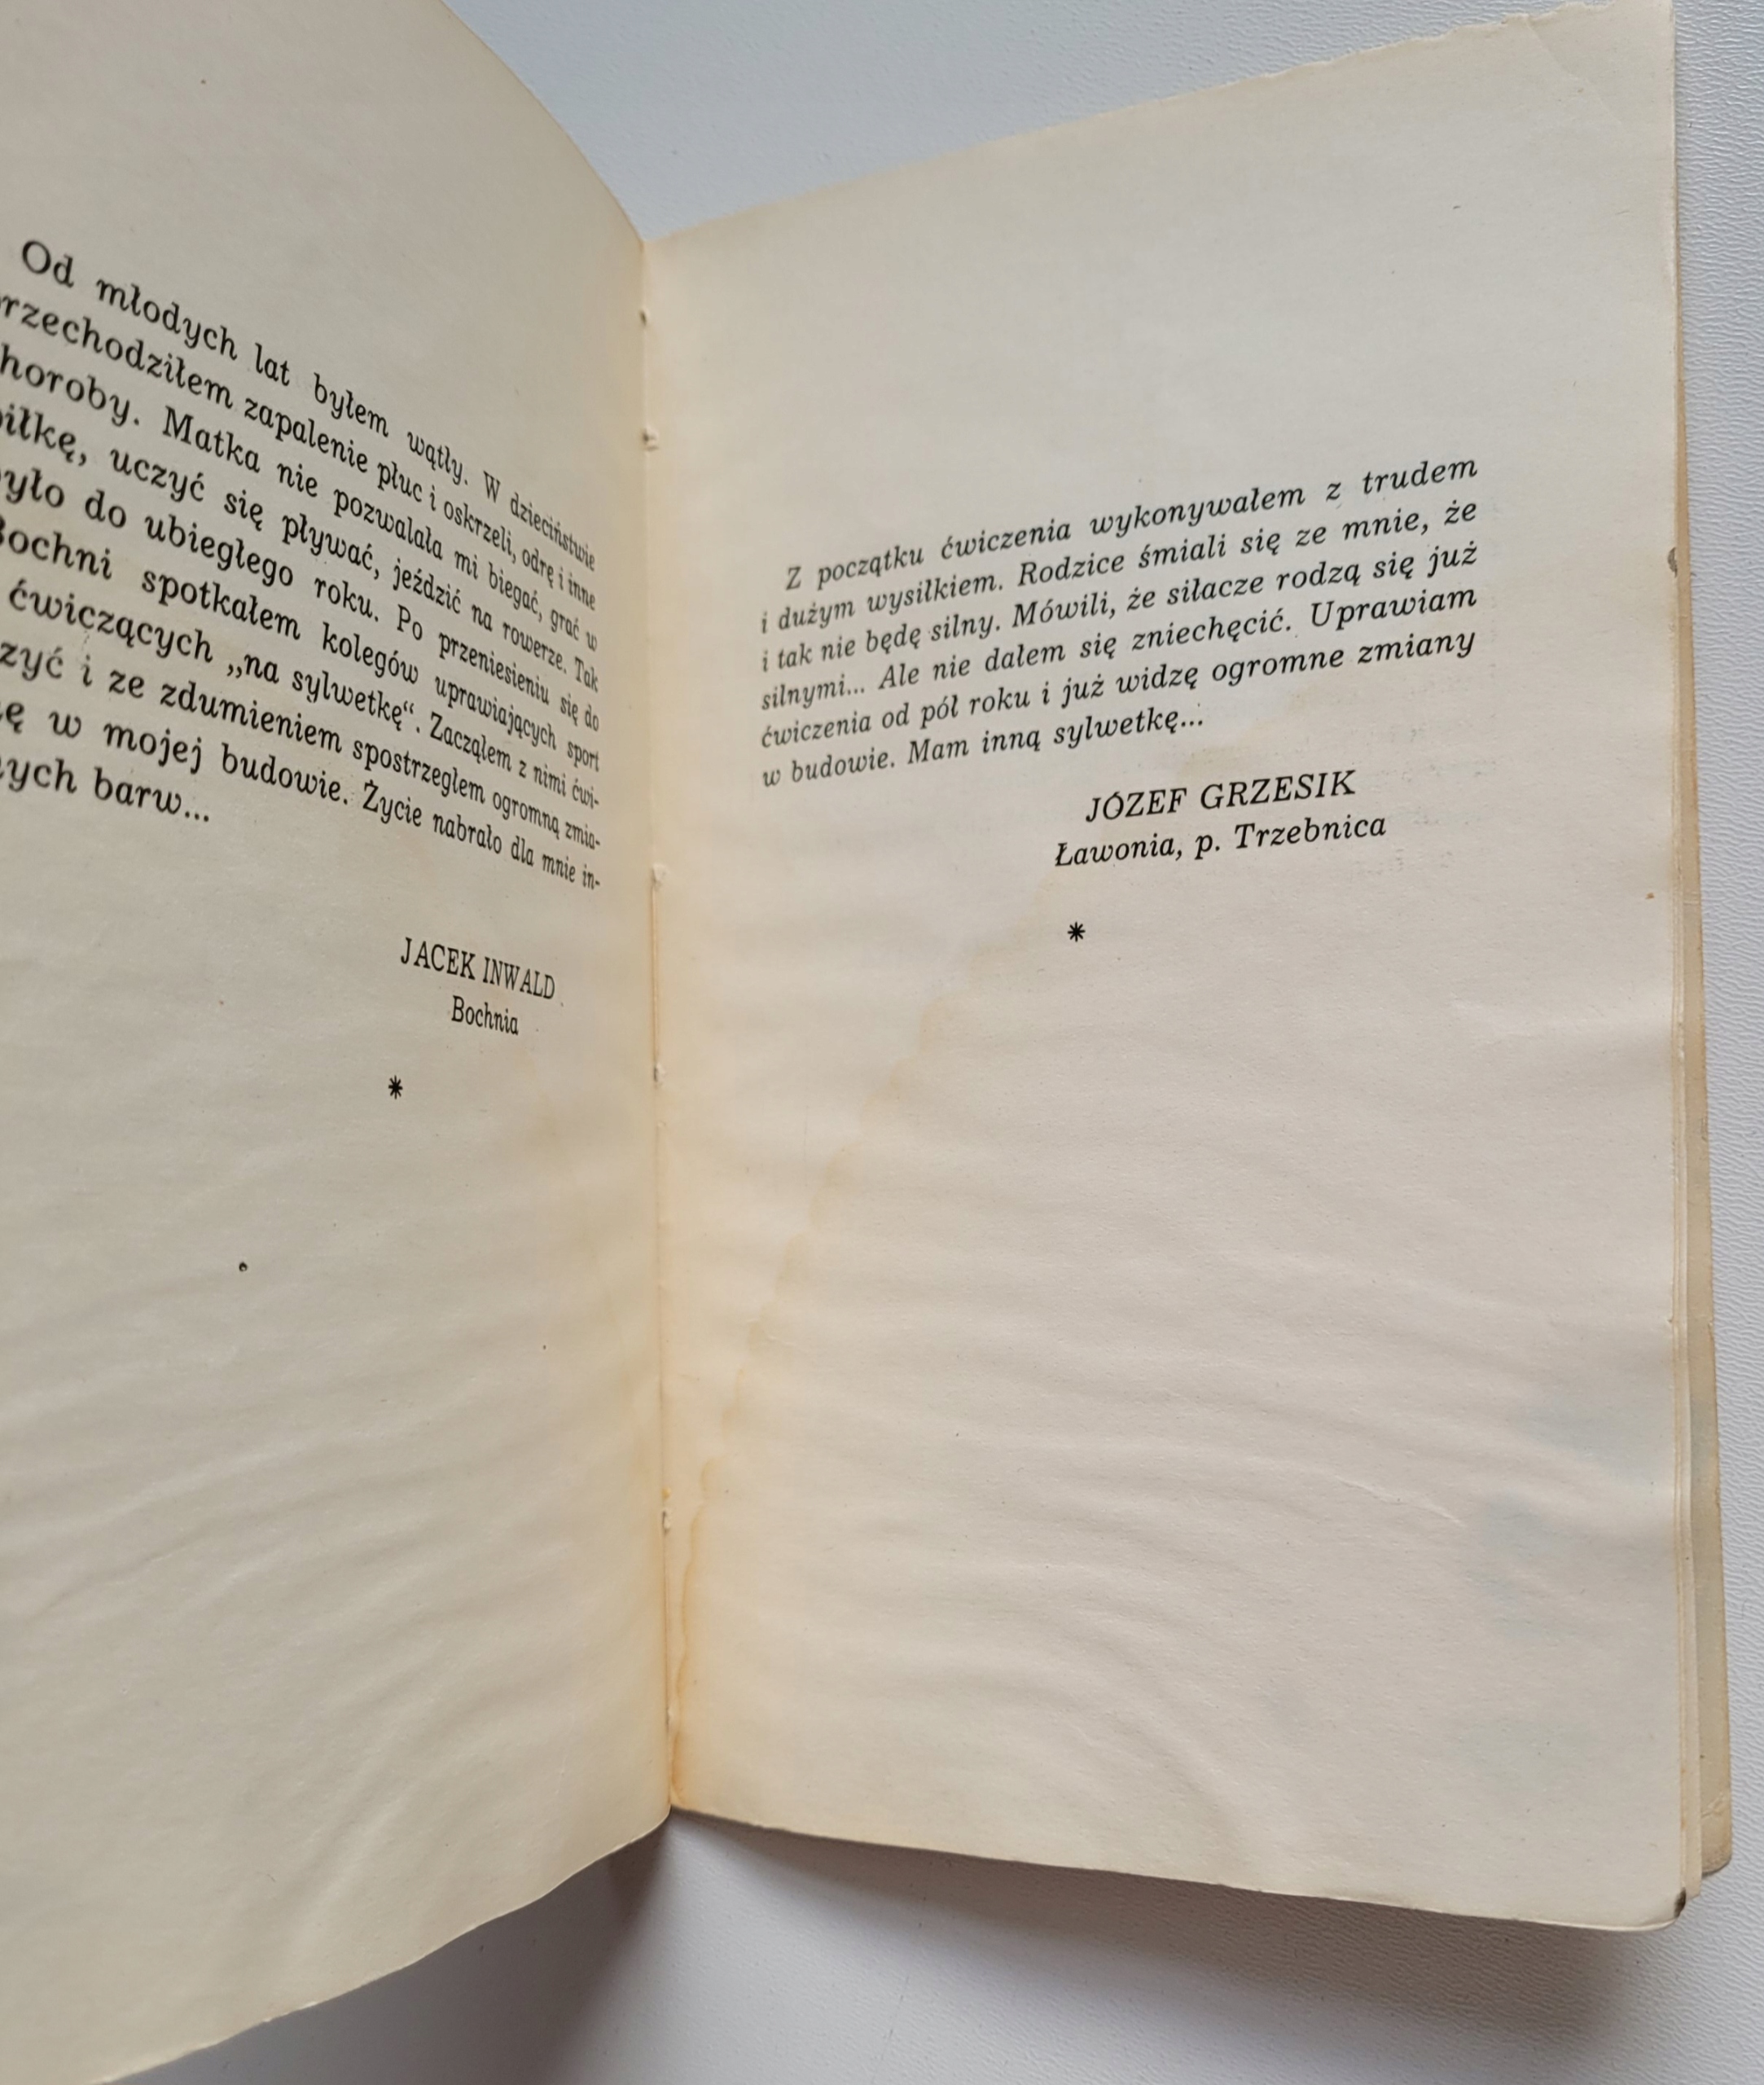 Od młodych lat byłem wątły. W dzieciństwie
rzechodziłem zapalenie płuc i oskrzeli, odrę i inne
horoby. Matka nie pozwalała mi biegać, grać w
piłkę, uczyć się pływać, jeździć na rowerze. Tak
yło do ubiegłego roku. Po przeniesieniu się do
Bochni spotkałem kolegów uprawiających sport
ćwiczących „na sylwetkę“. Zacząłem z nimi ćwi-
zyć i ze zdumieniem spostrzegłem ogromną zmia-
ę w mojej budowie. Życie nabrało dla mnie in-
ych barw...
JACEK INWALD
Bochnia
*
Z początku ćwiczenia wykonywałem z trudem
i dużym wysiłkiem. Rodzice śmiali się ze mnie, że
i tak nie będę silny. Mówili, że siłacze rodzą się już
silnymi... Ale nie dałem się zniechęcić. Uprawiam
ćwiczenia od pół roku i już widzę ogromne zmiany
w budowie. Mam inną sylwetkę...
JÓZEF GRZESIK
Ławonia, p. Trzebnica
*